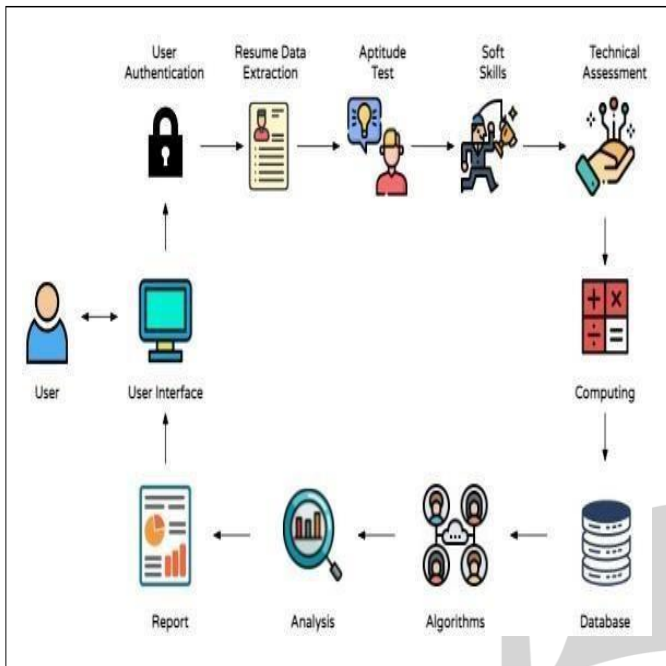 User
Authentication
Resume Data
Extraction
Aptitude
Test
Soft
Skills
Technical
Assessment
User
User Interface
Computing
Report
Analysis
Algorithms
Database